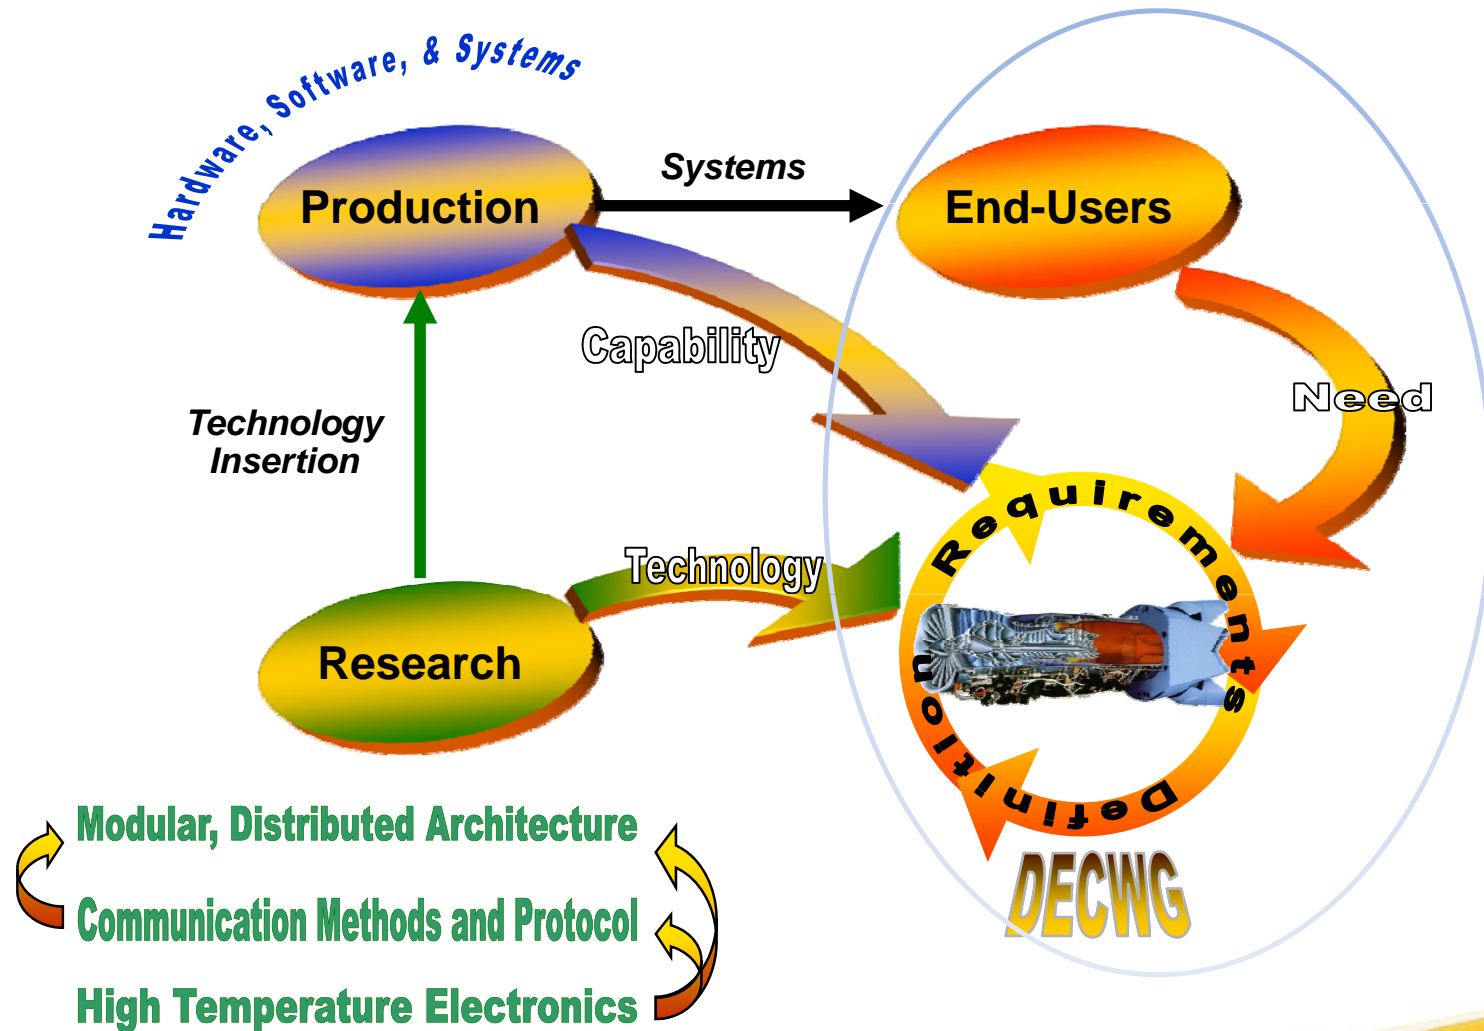 Hardware, Software, & Systems
Production
Systems
End-Users
Capability
Need
Technology
Insertion
Requirements
Technology
Research
Definition
Modular, Distributed Architecture
DECWG
Communication Methods and Protocol
High Temperature Electronics